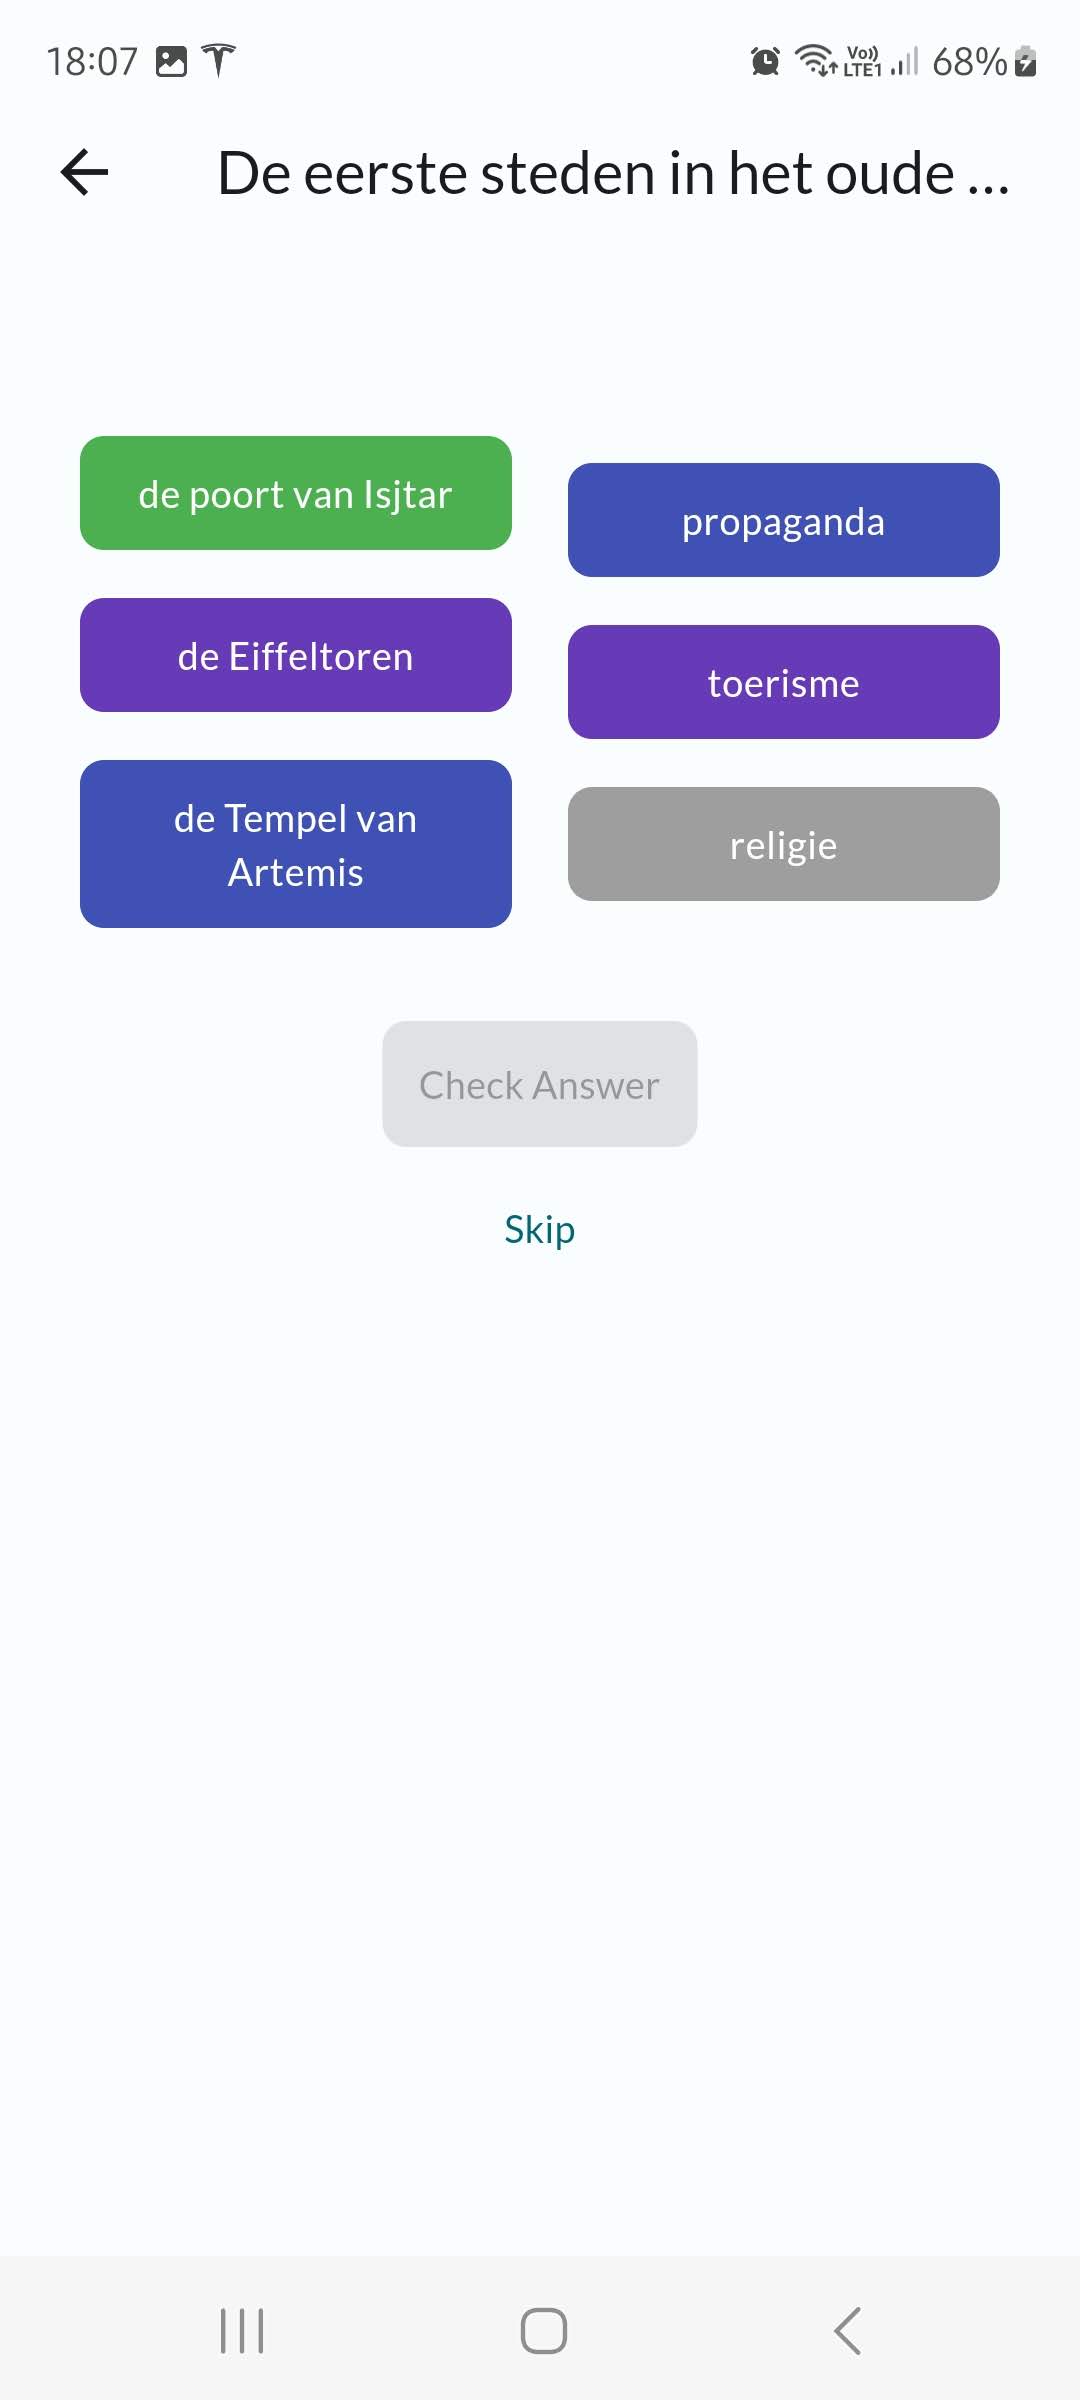 18:07
Vo))
LTE1
68%
De eerste steden in het oude ...
de poort van Isjtar
propaganda
de Eiffeltoren
toerisme
de Tempel van
Artemis
religie
Check Answer
Skip